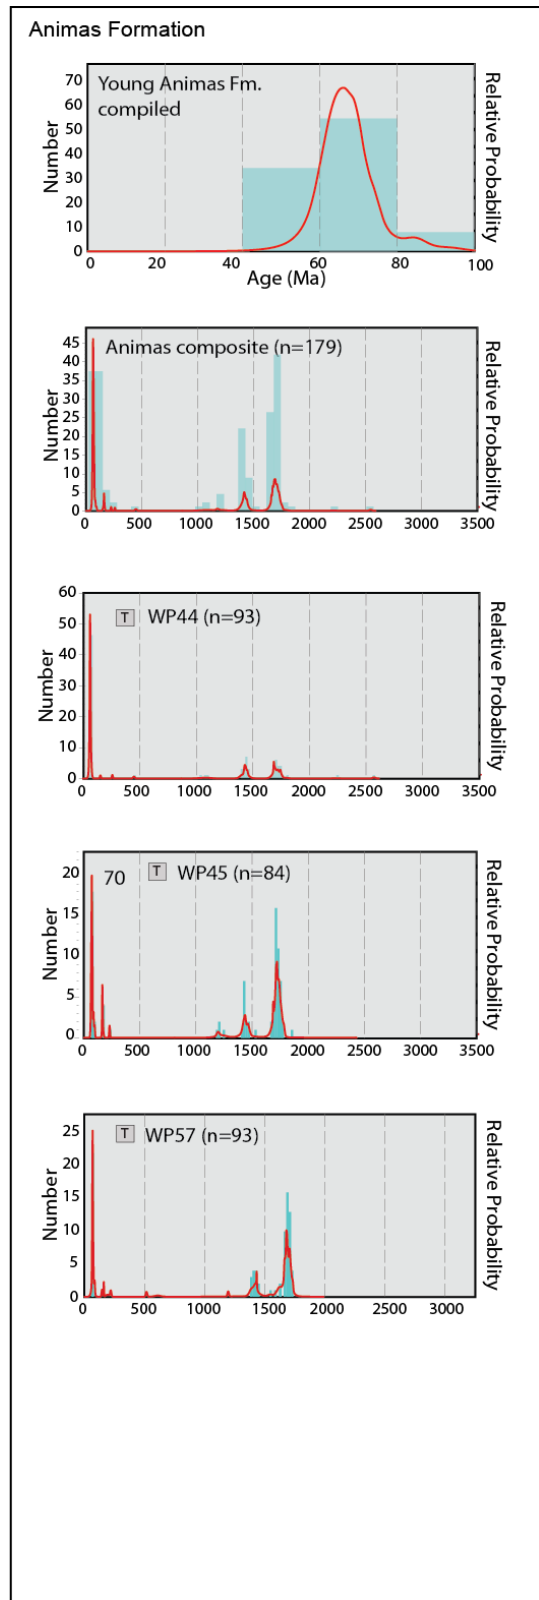 Animas Formation
Young Animas Fm.
compiled
Number
70
60
50
40
30
20
10
0
0 20 40 60 80 100
Age (Ma)
Relative Probability
Animas composite (n=179)
Number
45
40
35
30
25
20
15
10
5
0
0 500 1000 1500 2000 2500 3000 3500
Relative Probability
T WP44 (n=93)
Number
60
50
40
30
20
10
0
0 500 1000 1500 2000 2500 3000 3500
Relative Probability
70 T WP45 (n=84)
Number
20
15
10
5
0
0 500 1000 1500 2000 2500 3000 3500
Relative Probability
T WP57 (n=93)
Number
25
20
15
10
5
0
0 500 1000 1500 2000 2500 3000
Relative Probability